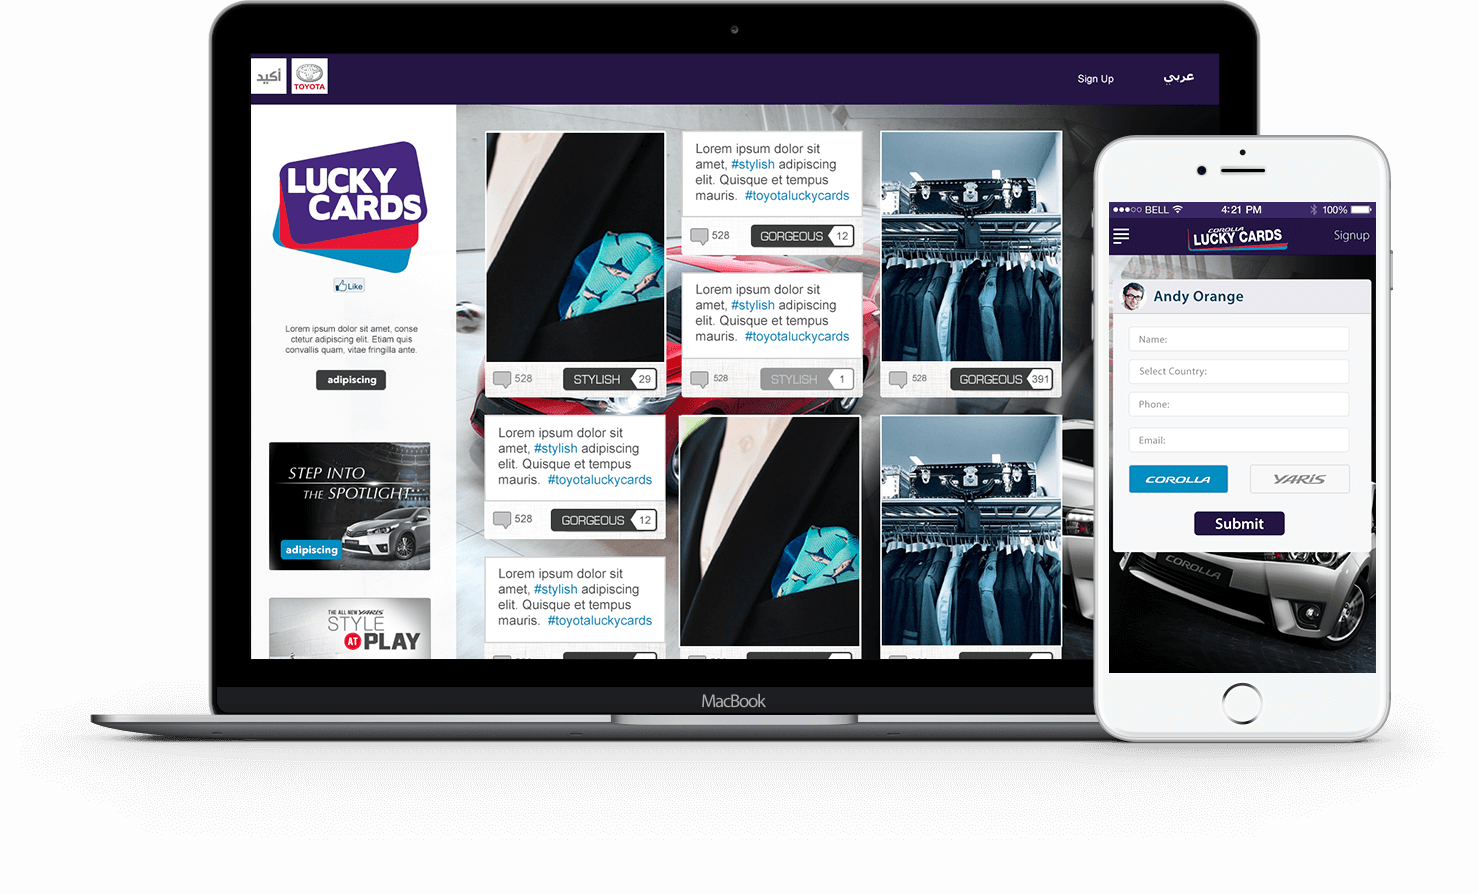 أكيد
TOYOTA
Sign Up
عربي
LUCKY
CARDS
Like
Lorem ipsum dolor sit amet, conse
ctetur adipiscing elit. Etiam quis
convallis quam, vitae fringilla ante.
adipiscing
STEP INTO
THE SPOTLIGHT...
adipiscing
COROLLA
THE ALL NEW YARIS
STYLE
AT PLAY
528
STYLISH 29
Lorem ipsum dolor sit
amet, #stylish adipiscing
elit. Quisque et tempus
mauris. #toyotaluckycards
528
GORGEOUS 12
Lorem ipsum dolor sit
amet, #stylish adipiscing
elit. Quisque et tempus
mauris. #toyotaluckycards
528
STYLISH 1
528
GORGEOUS 391
Lorem ipsum dolor sit
amet, #stylish adipiscing
elit. Quisque et tempus
mauris. #toyotaluckycards
528
GORGEOUS 12
Lorem ipsum dolor sit
amet, #stylish adipiscing
elit. Quisque et tempus
mauris. #toyotaluckycards
MacBook
BELL
4:21 PM
100%
COROLLA
LUCKY CARDS
Signup
Andy Orange
Name:
Select Country:
Phone:
Email:
COROLLA
YARIS
Submit
COROLLA